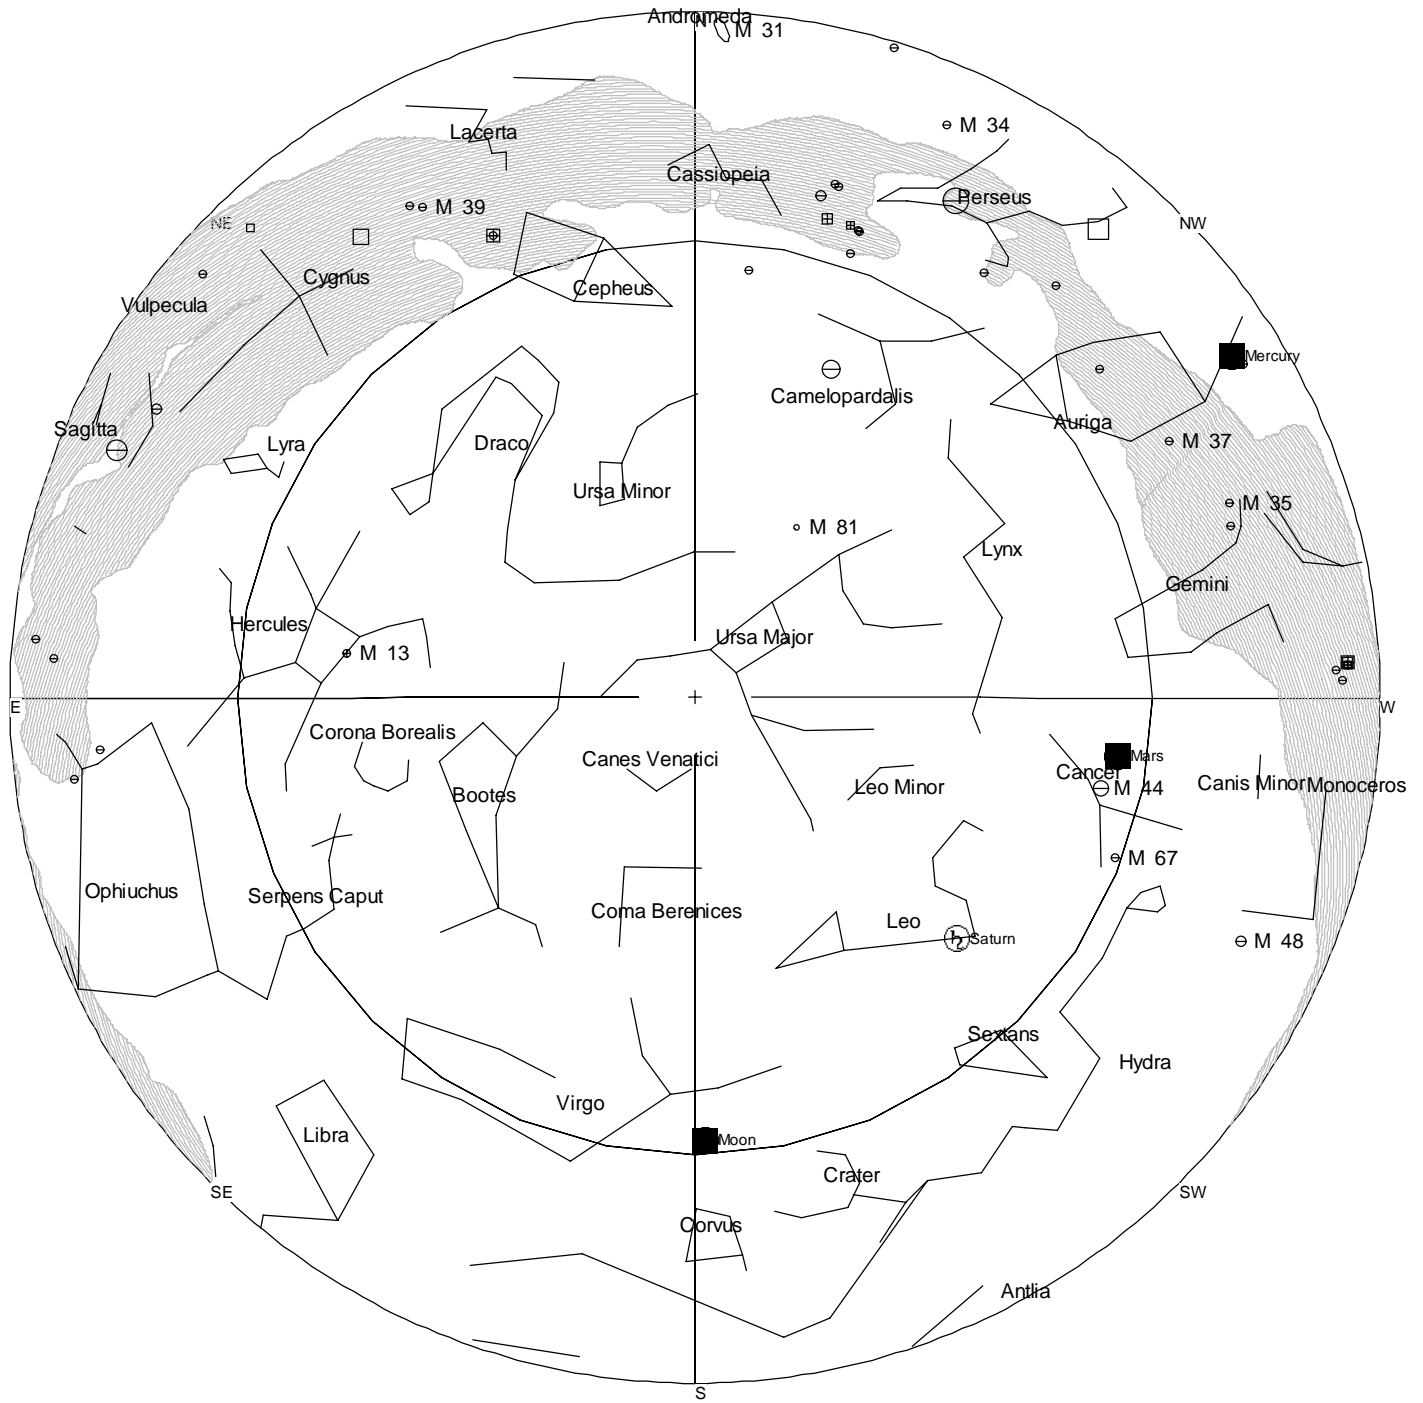 Andromeda
N
M 31
M 34
Lacerta
Cassiopeia
Perseus
M 39
NE
NW
Cygnus
Cepheus
Vulpecula
Mercury
Camelopardalis
Auriga
Sagitta
Lyra
Draco
M 37
Ursa Minor
M 35
M 81
Lynx
Gemini
Hercules
Ursa Major
M 13
E
W
Corona Borealis
Canes Venatici
Mars
Cancer
Bootes
Leo Minor
M 44
Canis Minor
Monoceros
M 67
Ophiuchus
Serpens Caput
Coma Berenices
Leo
Saturn
M 48
Sextans
Hydra
Virgo
Libra
Moon
Crater
SE
SW
Corvus
Antlia
S